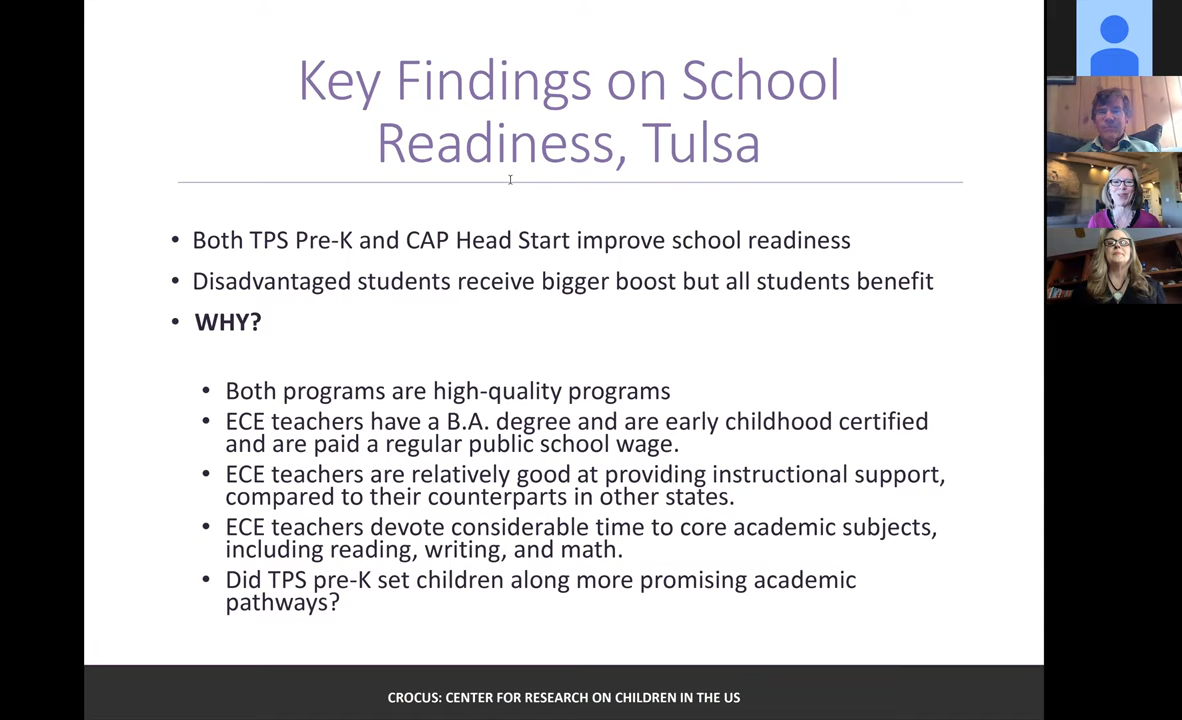 Key Findings on School
Readiness, Tulsa
• Both TPS Pre-K and CAP Head Start improve school readiness
• Disadvantaged students receive bigger boost but all students benefit
• WHY?
• Both programs are high-quality programs
• ECE teachers have a B.A. degree and are early childhood certified
and are paid a regular public school wage.
• ECE teachers are relatively good at providing instructional support,
compared to their counterparts in other states.
• ECE teachers devote considerable time to core academic subjects,
including reading, writing, and math.
• Did TPS pre-K set children along more promising academic
pathways?
CROCUS: CENTER FOR RESEARCH ON CHILDREN IN THE US